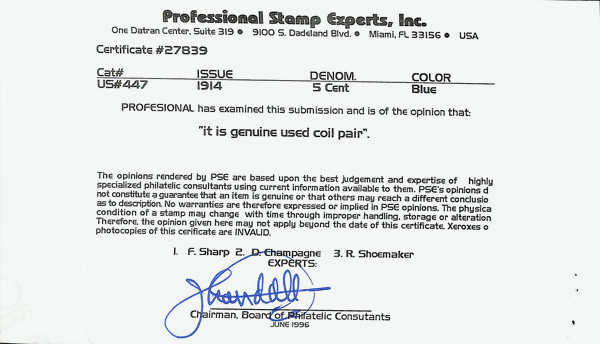 Professional Stamp Experts, Inc.
One Datran Center, Suite 319 • 9100 S. Dadeland Blvd. • Miami, FL 33156 • USA
Certificate #27839
Cat# ISSUE DENOM. COLOR
US#447 1914 5 Cent Blue
PROFESIONAL has examined this submission and is of the opinion that:
"it is genuine used coil pair".
The opinions rendered by PSE are based upon the best judgement and expertise of highly
specialized philatelic consultants using current information available to them. PSE's opinions d
not constitute a guarantee that an item is genuine or that others may reach a different conclusio
as to description. No warranties are therefore expressed or implied in PSE opinions. The physica
condition of a stamp may change with time through improper handling, storage or alteration
Therefore, the opinion given here may not apply beyond the date of this certificate. Xeroxes o
photocopies of this cerificate are INVALID.
1. F. Sharp 2. D. Champagne 3. R. Shoemaker
EXPERTS:
Chairman, Board of Philatelic Consutants
JUNE 1996